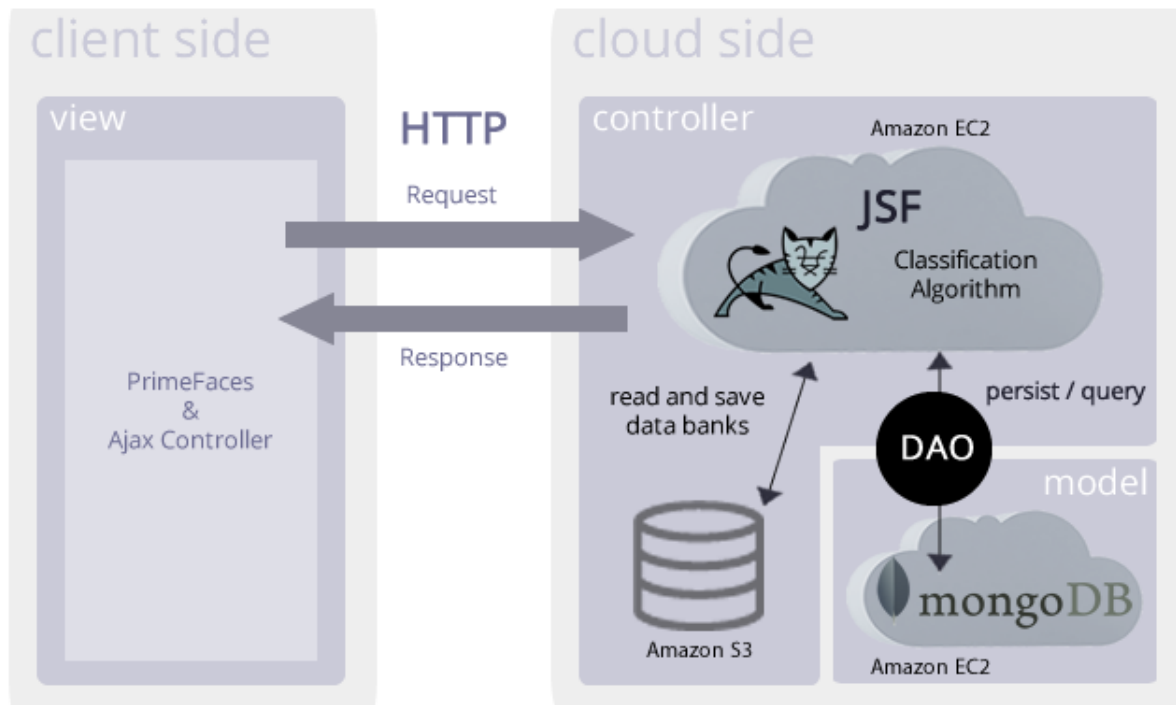 client side
view
PrimeFaces
&
Ajax Controller
HTTP
Request
Response
cloud side
controller
Amazon EC2
JSF
Classification
Algorithm
read and save
data banks
persist / query
DAO
Amazon S3
model
mongoDB
Amazon EC2